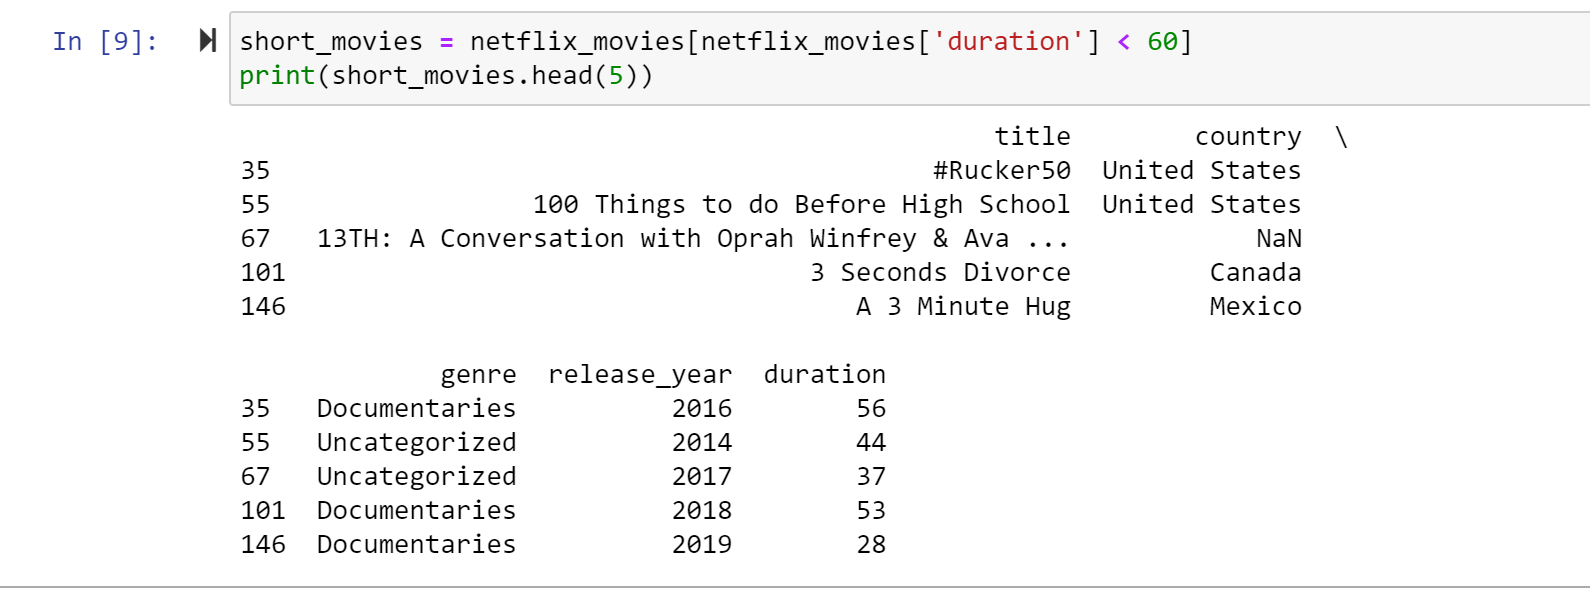 In [9]:
short_movies = netflix_movies[netflix_movies['duration'] < 60]
print(short_movies.head(5))
title country \
35 #Rucker50 United States
55 100 Things to do Before High School United States
67 13TH: A Conversation with Oprah Winfrey & Ava ... NaN
101 3 Seconds Divorce Canada
146 A 3 Minute Hug Mexico
genre release_year duration
35 Documentaries 2016 56
55 Uncategorized 2014 44
67 Uncategorized 2017 37
101 Documentaries 2018 53
146 Documentaries 2019 28